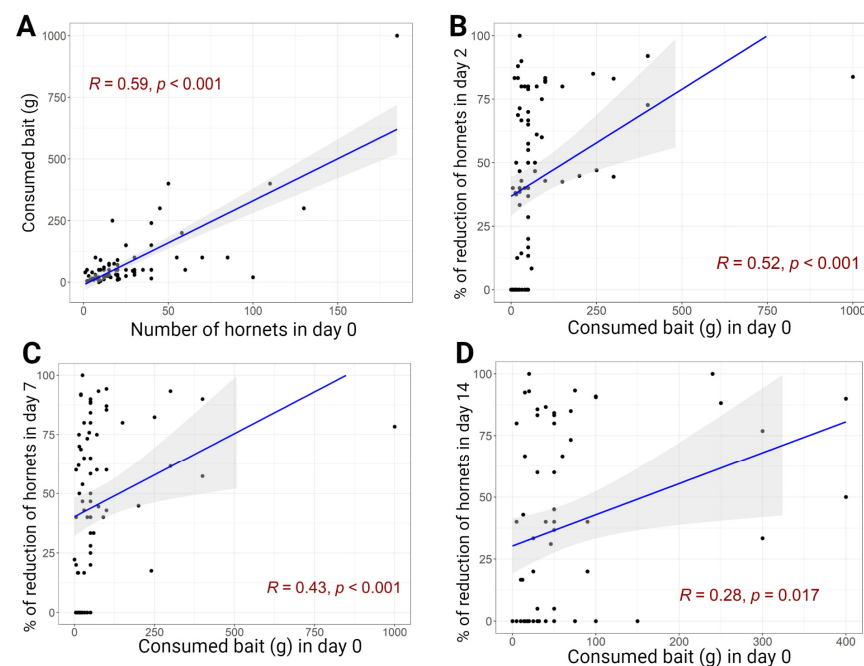 A
R = 0.59, p < 0.001
Consumed bait (g)
1000
750
500
250
0
0 50 100 150
Number of hornets in day 0
B
% of reduction of hornets in day 2
100
75
50
25
0
R = 0.52, p < 0.001
0 250 500 750 1000
Consumed bait (g) in day 0
C
% of reduction of hornets in day 7
100
75
50
25
0
R = 0.43, p < 0.001
0 250 500 750 1000
Consumed bait (g) in day 0
D
% of reduction of hornets in day 14
100
75
50
25
0
R = 0.28, p = 0.017
0 100 200 300 400
Consumed bait (g) in day 0